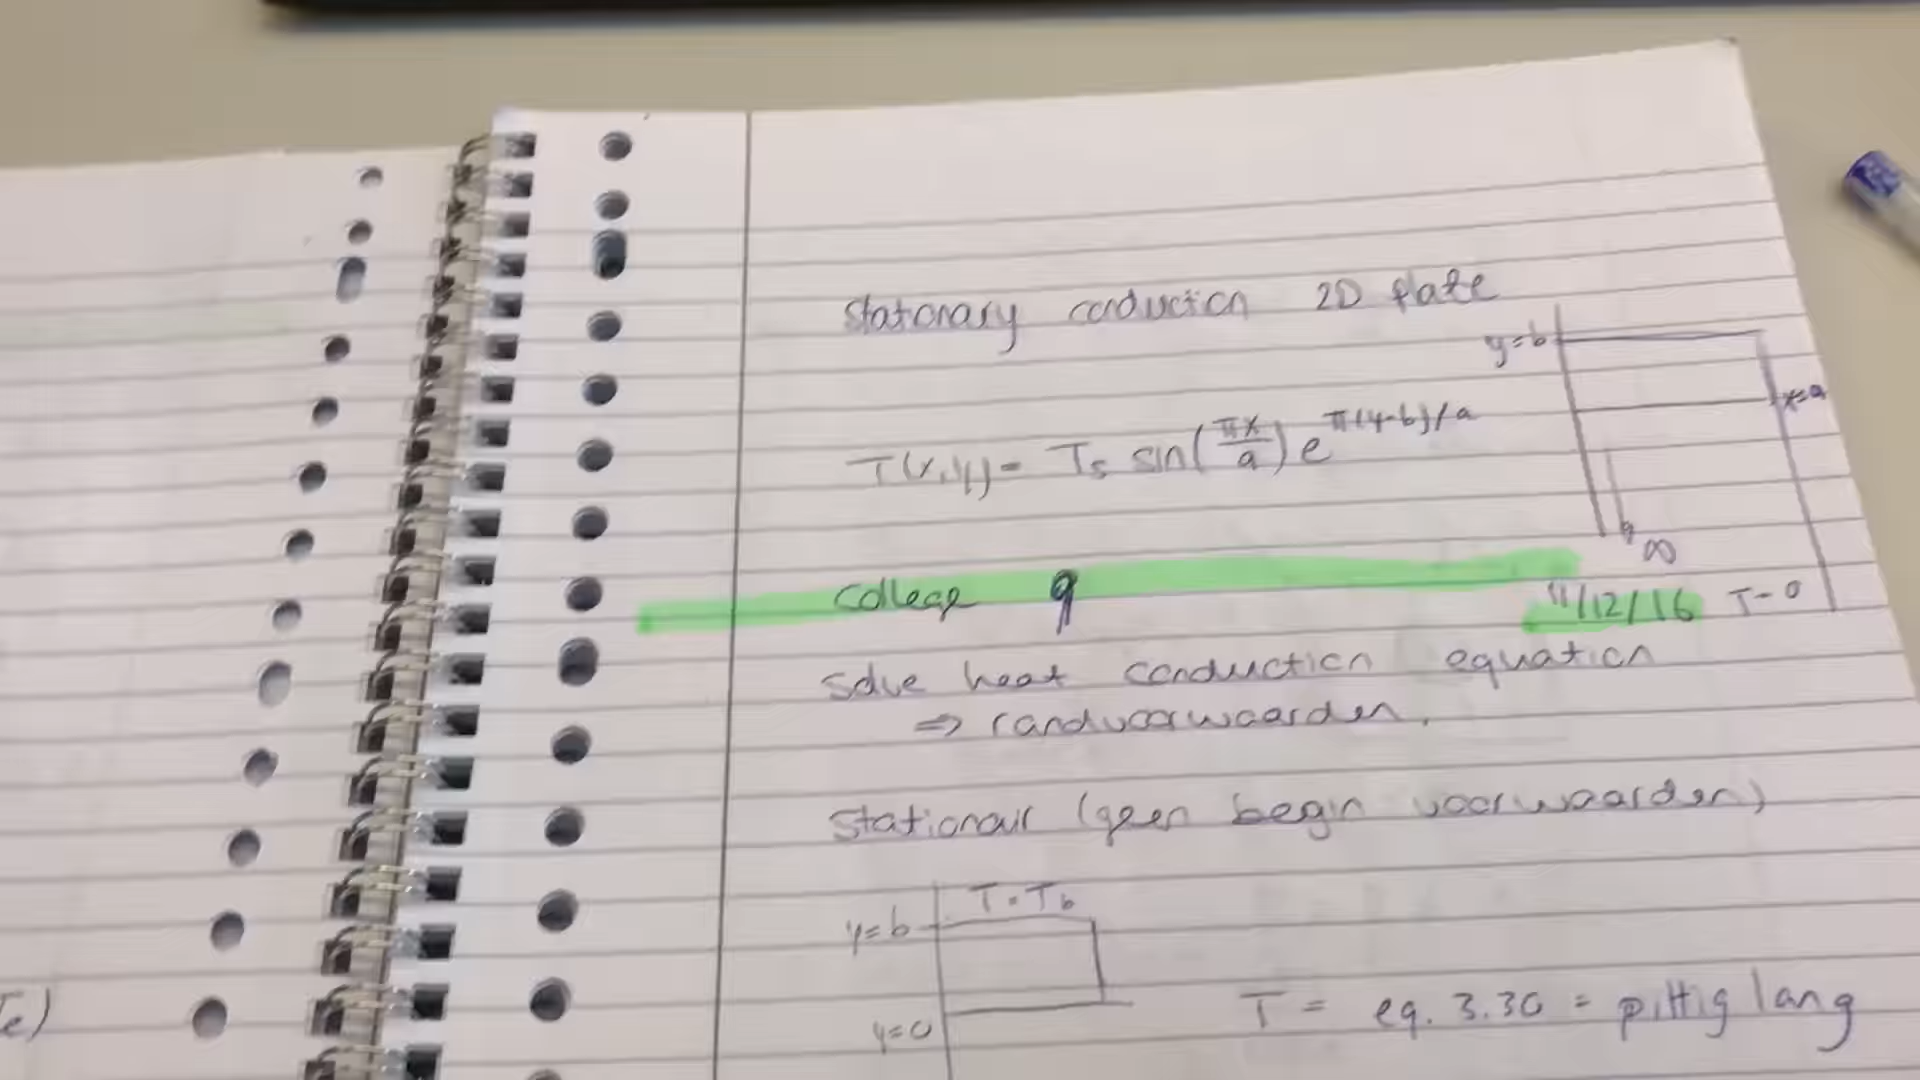 stationary conduction 2D plate
y=b
x=a
T(x,y)= Ts sin(πx/a) e^π(y-b)/a
∞
college 9
11/12/16 T=0
solve heat conduction equation
=> randvoorwaarden.
stationair (geen begin voorwaarden)
T=Tb
y=b
y=0
T = eq. 3.30 = pittig lang